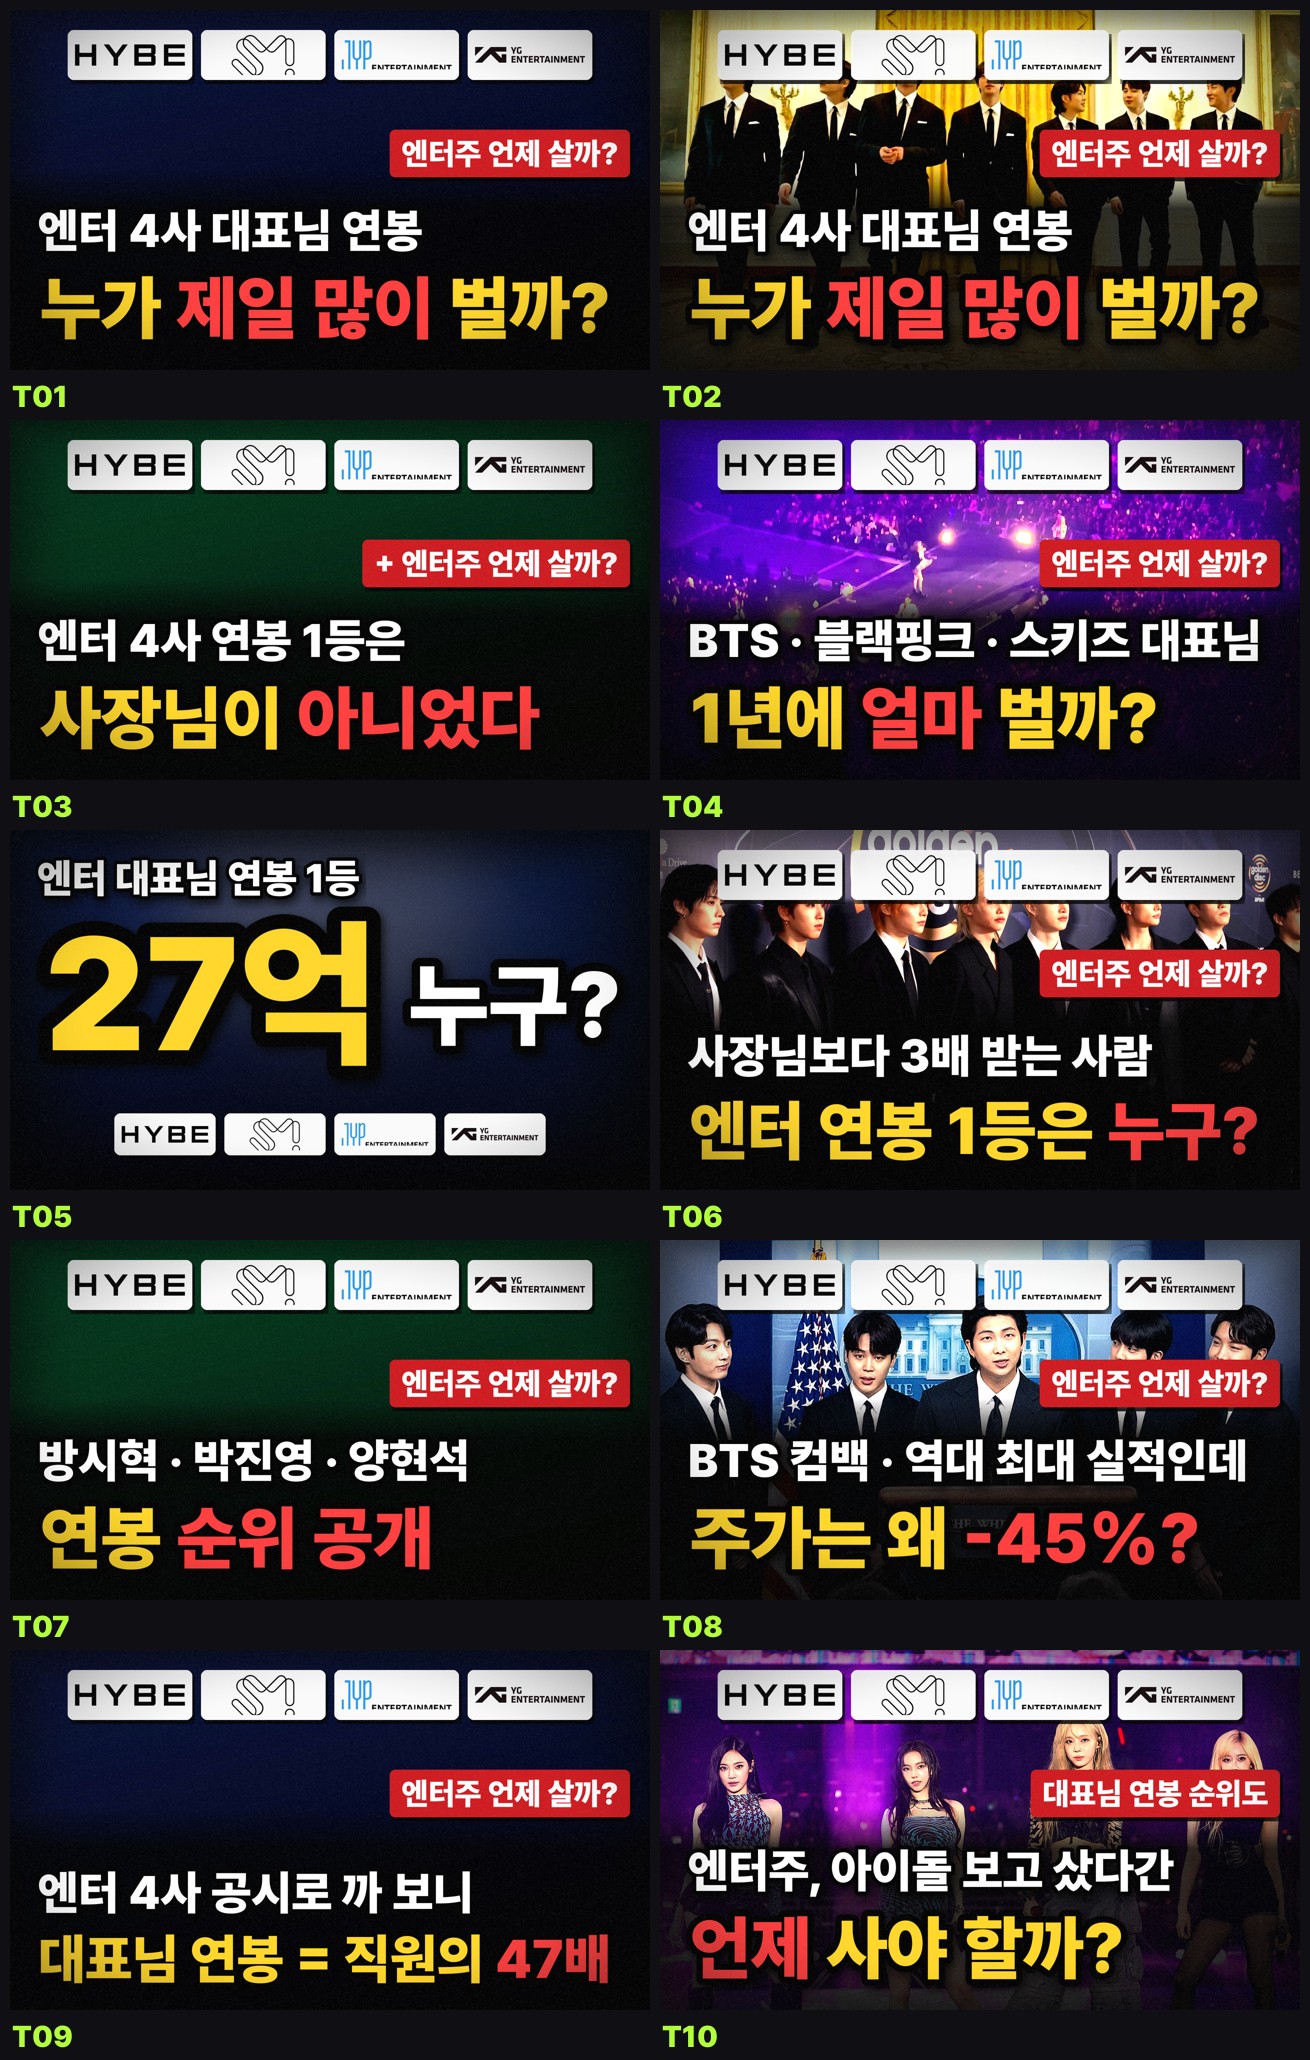 HYBE
SM
JYP ENTERTAINMENT
YG ENTERTAINMENT
엔터주 언제 살까?
엔터 4사 대표님 연봉
누가 제일 많이 벌까?
T01
HYBE
SM
JYP ENTERTAINMENT
YG ENTERTAINMENT
엔터주 언제 살까?
엔터 4사 대표님 연봉
누가 제일 많이 벌까?
T02
HYBE
SM
JYP ENTERTAINMENT
YG ENTERTAINMENT
+ 엔터주 언제 살까?
엔터 4사 연봉 1등은
사장님이 아니었다
T03
HYBE
SM
JYP ENTERTAINMENT
YG ENTERTAINMENT
엔터주 언제 살까?
BTS · 블랙핑크 · 스키즈 대표님
1년에 얼마 벌까?
T04
엔터 대표님 연봉 1등
27억 누구?
HYBE
SM
JYP ENTERTAINMENT
YG ENTERTAINMENT
T05
golden
a Drive
golden disc
HYBE
SM
JYP ENTERTAINMENT
YG ENTERTAINMENT
엔터주 언제 살까?
사장님보다 3배 받는 사람
엔터 연봉 1등은 누구?
T06
HYBE
SM
JYP ENTERTAINMENT
YG ENTERTAINMENT
엔터주 언제 살까?
방시혁 · 박진영 · 양현석
연봉 순위 공개
T07
HYBE
SM
JYP ENTERTAINMENT
YG ENTERTAINMENT
엔터주 언제 살까?
BTS 컴백 · 역대 최대 실적인데
주가는 왜 -45%?
T08
HYBE
SM
JYP ENTERTAINMENT
YG ENTERTAINMENT
엔터주 언제 살까?
엔터 4사 공시로 까 보니
대표님 연봉 = 직원의 47배
T09
HYBE
SM
JYP ENTERTAINMENT
YG ENTERTAINMENT
대표님 연봉 순위도
엔터주, 아이돌 보고 샀다간
언제 사야 할까?
T10